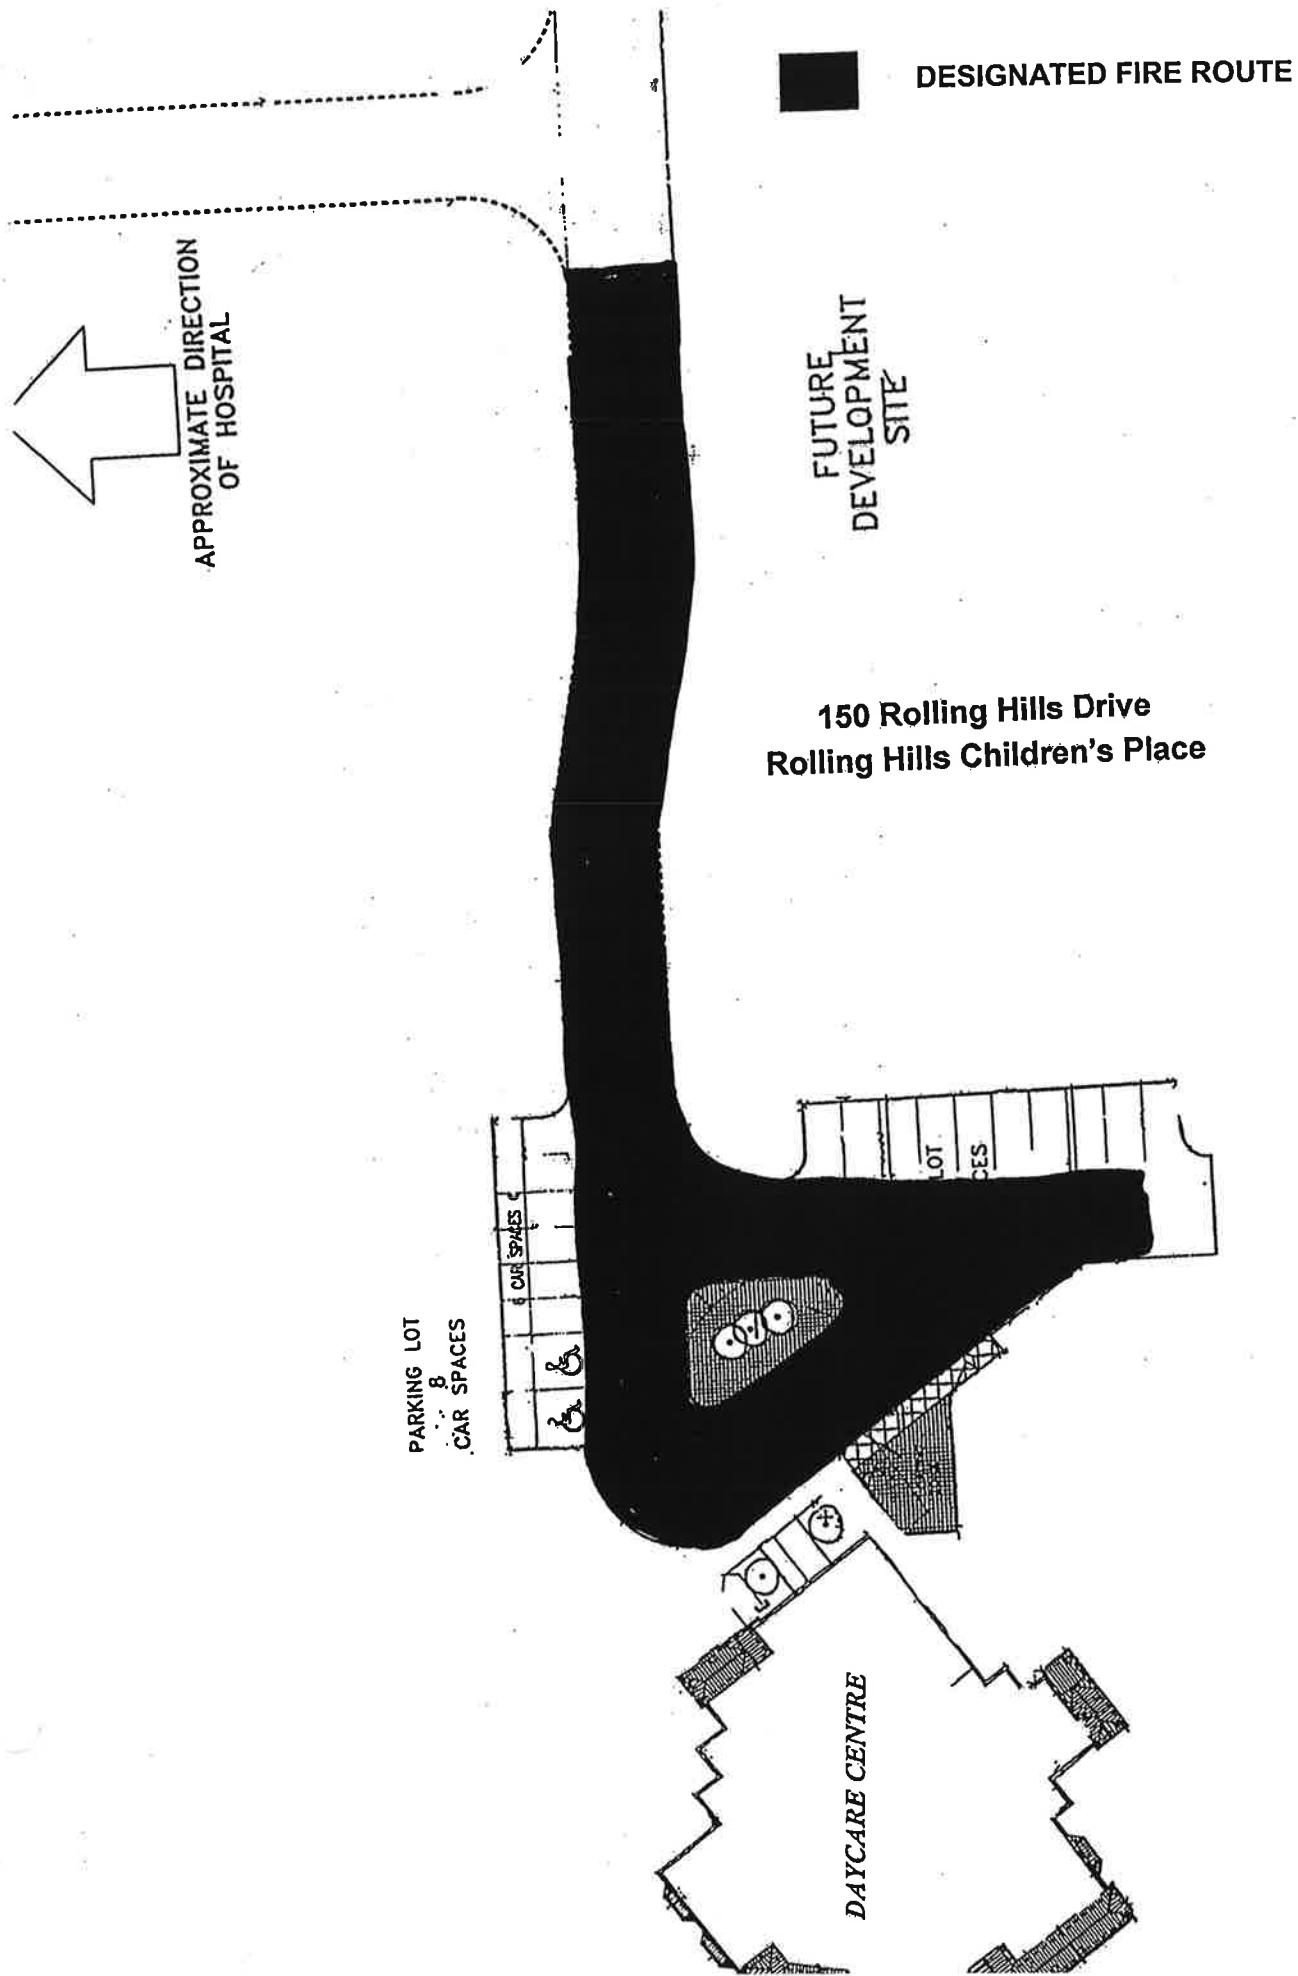 DESIGNATED FIRE ROUTE
APPROXIMATE DIRECTION
OF HOSPITAL
FUTURE
DEVELOPMENT
SITE
150 Rolling Hills Drive
Rolling Hills Children's Place
PARKING LOT
8
CAR SPACES
6 CAR SPACES
LOT
CES
DAYCARE CENTRE